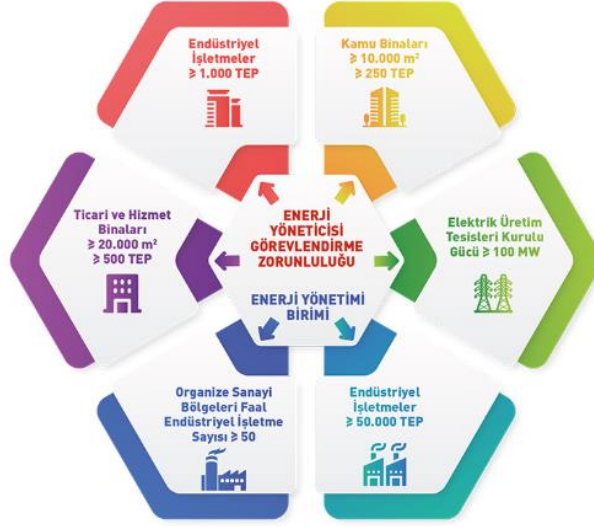 Endüstriyel
İşletmeler
≥ 1.000 TEP
Kamu Binaları
≥ 10.000 m²
≥ 250 TEP
Ticari ve Hizmet
Binaları
≥ 20.000 m²
≥ 500 TEP
ENERJİ
YÖNETİCİSİ
GÖREVLENDİRME
ZORUNLULUĞU
ENERJİ YÖNETİMİ
BİRİMİ
Elektrik Üretim
Tesisleri Kurulu
Gücü ≥ 100 MW
Organize Sanayi
Bölgeleri Faal
Endüstriyel İşletme
Sayısı ≥ 50
Endüstriyel
İşletmeler
≥ 50.000 TEP